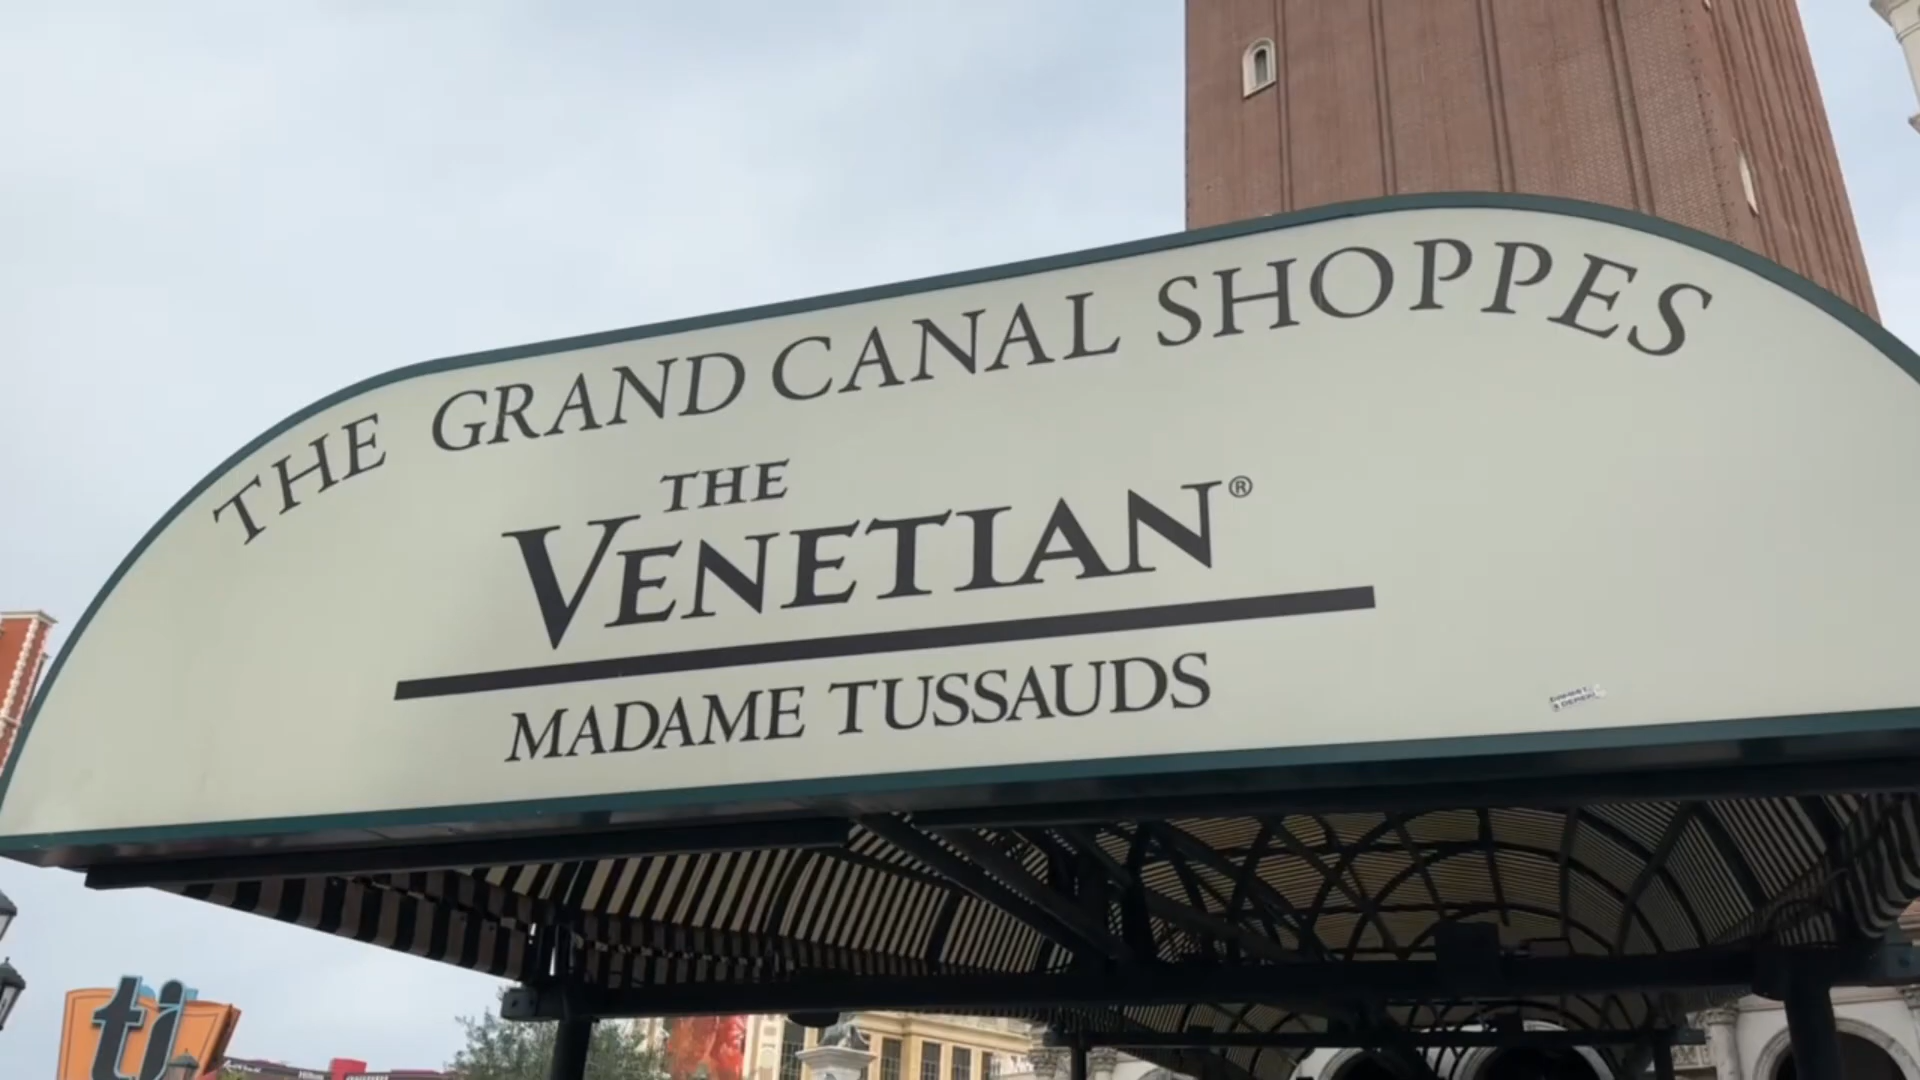 THE GRAND CANAL SHOPPES
THE
VENETIAN®
MADAME TUSSAUDS
ti